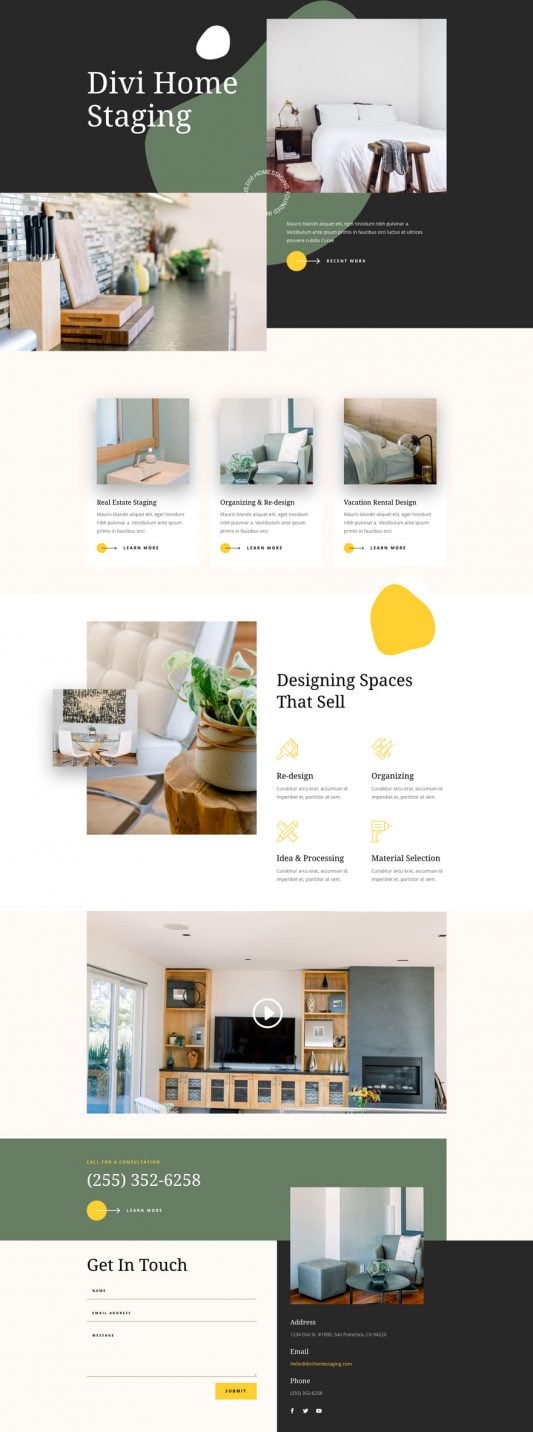 Divi Home
Staging
DIVI HOME STAGING FOUNDED IN
Mauris blandit aliquet elit, eget tincidunt nibh pulvinar a.
Vestibulum ante ipsum primis in faucibus orci luctus et ultrices
posuere cubilia Curae
RECENT WORK
Real Estate Staging
Mauris blandit aliquet elit, eget tincidunt
nibh pulvinar a. Vestibulum ante ipsum
primis in faucibus orci
LEARN MORE
Organizing & Re-design
Mauris blandit aliquet elit, eget tincidunt
nibh pulvinar a. Vestibulum ante ipsum
primis in faucibus orci
LEARN MORE
Vacation Rental Design
Mauris blandit aliquet elit, eget tincidunt
nibh pulvinar a. Vestibulum ante ipsum
primis in faucibus orci
LEARN MORE
Designing Spaces
That Sell
Re-design
Curabitur arcu erat, accumsan id
imperdiet et, porttitor at sem.
Organizing
Curabitur arcu erat, accumsan id
imperdiet et, porttitor at sem.
Idea & Processing
Curabitur arcu erat, accumsan id
imperdiet et, porttitor at sem.
Material Selection
Curabitur arcu erat, accumsan id
imperdiet et, porttitor at sem.
CALL FOR A CONSULTATION
(255) 352-6258
LEARN MORE
Get In Touch
NAME
EMAIL ADDRESS
MESSAGE
SUBMIT
Address
1234 Divi St. #1000, San Francisco, CA 94220
Email
hello@divihomestaging.com
Phone
(255) 352-6258